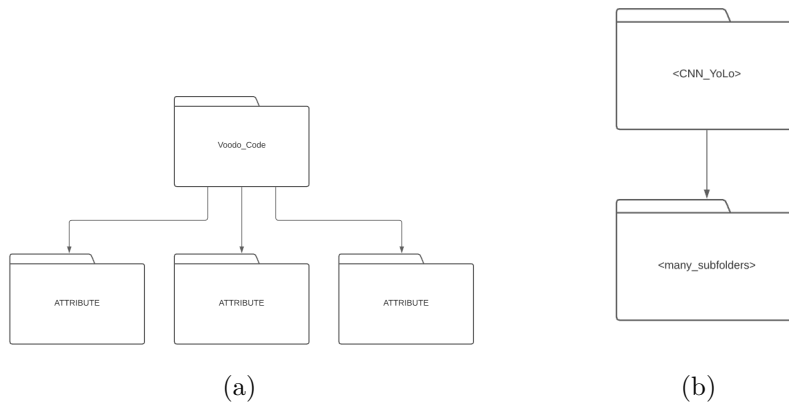 <CNN_YoLo>
Voodo_Code
<many_subfolders>
ATTRIBUTE
ATTRIBUTE
ATTRIBUTE
(a)
(b)